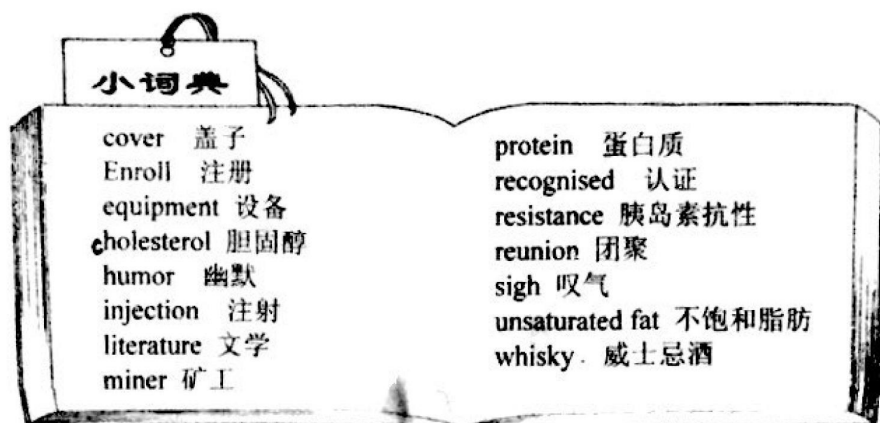 小词典
cover 盖子
Enroll 注册
equipment 设备
cholesterol 胆固醇
humor 幽默
injection 注射
literature 文学
miner 矿工
protein 蛋白质
recognised 认证
resistance 胰岛素抗性
reunion 团聚
sigh 叹气
unsaturated fat 不饱和脂肪
whisky 威士忌酒